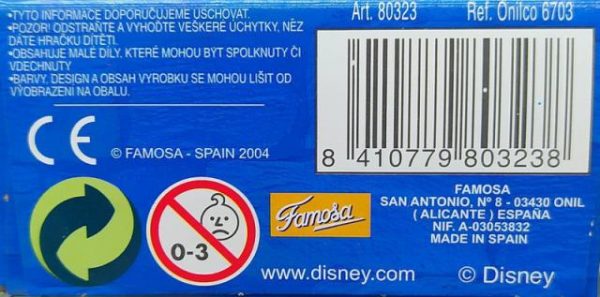 •TYTO INFORMACE DOPORUČUJEME USCHOVAT.
•POZOR! ODSTRAŇTE A VYHOĎTE VEŠKERÉ ÚCHYTKY, NEŽ
DÁTE HRAČKU DÍTĚTI.
•OBSAHUJE MALÉ DÍLY, KTERÉ MOHOU BÝT SPOLKNUTY ČI
VDECHNUTY
•BARVY, DESIGN A OBSAH VÝROBKU SE MOHOU LIŠIT OD
VYOBRAZENÍ NA OBALU.
Art. 80323
Ref. Onilco 6703
8 410779 803238
CE
© FAMOSA - SPAIN 2004
0-3
Famosa
FAMOSA
SAN ANTONIO, Nº 8 - 03430 ONIL
( ALICANTE ) ESPAÑA
NIF. A-03053832
MADE IN SPAIN
www.disney.com
© Disney